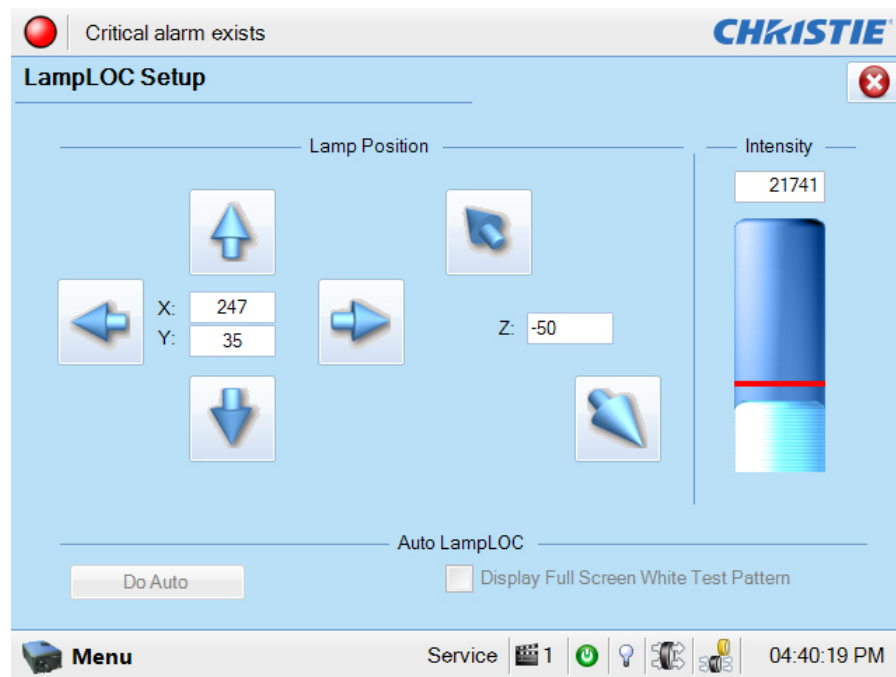 Critical alarm exists
CHRISTIE
LampLOC Setup
Lamp Position
Intensity
21741
X: 247
Y: 35
Z: -50
Auto LampLOC
Do Auto
Display Full Screen White Test Pattern
Menu
Service
1
04:40:19 PM